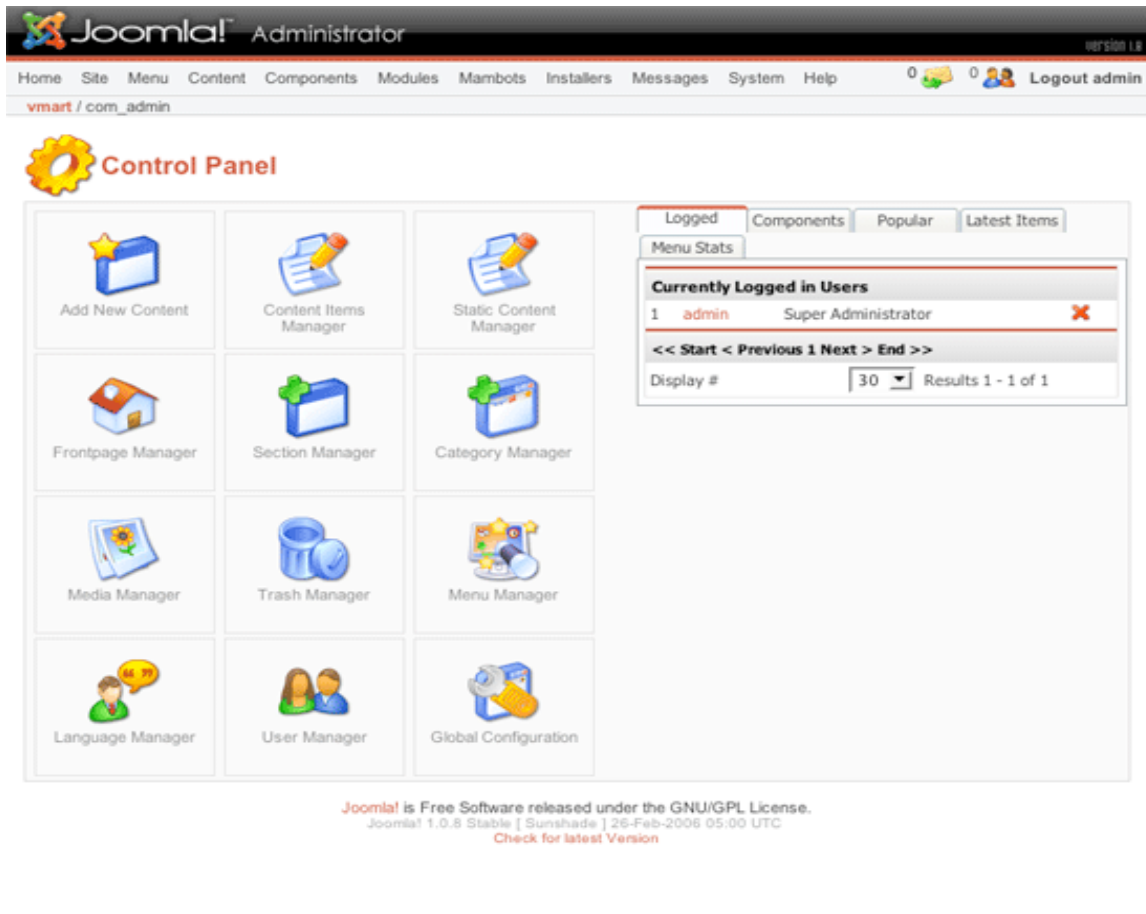 Joomla!™ Administrator
version 1.0
Home Site Menu Content Components Modules Mambots Installers Messages System Help 0 0 Logout admin
vmart / com_admin
Control Panel
Logged Components Popular Latest Items
Menu Stats
Currently Logged in Users
1 admin Super Administrator
<< Start < Previous 1 Next > End >>
Display # 30 Results 1 - 1 of 1
Add New Content
Content Items
Manager
Static Content
Manager
Frontpage Manager
Section Manager
Category Manager
Media Manager
Trash Manager
Menu Manager
Language Manager
User Manager
Global Configuration
Joomla! is Free Software released under the GNU/GPL License.
Joomla! 1.0.8 Stable [ Sunshade ] 26-Feb-2006 05:00 UTC
Check for latest Version